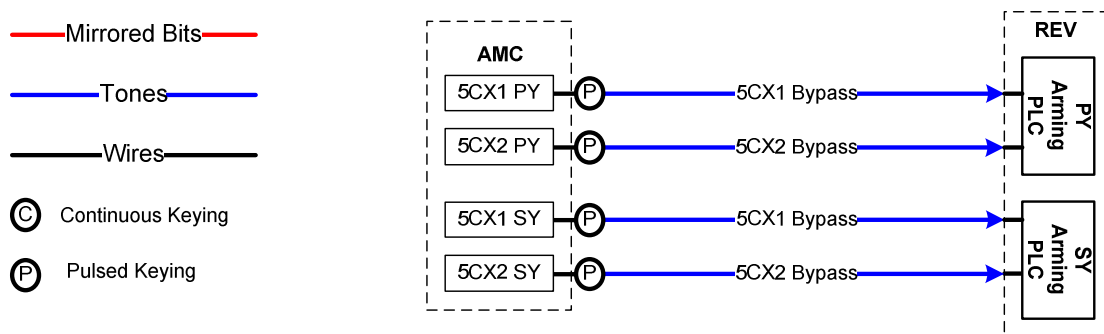 Mirrored Bits
Tones
Wires
C Continuous Keying
P Pulsed Keying
AMC
REV
5CX1 PY
P
5CX1 Bypass
5CX2 PY
P
5CX2 Bypass
PY
Arming
PLC
5CX1 SY
P
5CX1 Bypass
5CX2 SY
P
5CX2 Bypass
SY
Arming
PLC